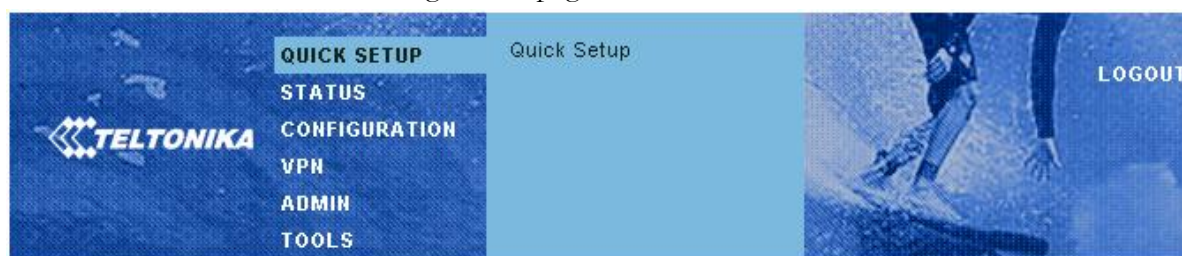 QUICK SETUP
Quick Setup
STATUS
LOGOUT
CONFIGURATION
TELTONIKA
VPN
ADMIN
TOOLS